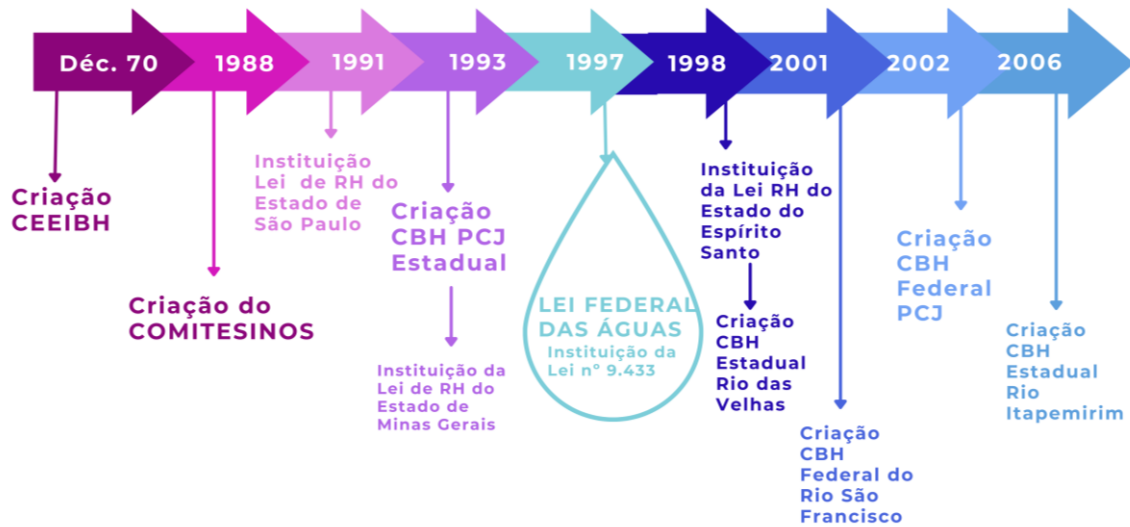 Déc. 70
1988
1991
1993
1997
1998
2001
2002
2006
Criação
CEEIBH
Criação do
COMITESINOS
Instituição
Lei de RH do
Estado de
São Paulo
Criação
CBH PCJ
Estadual
Instituição da
Lei de RH do
Estado de
Minas Gerais
LEI FEDERAL
DAS ÁGUAS
Instituição da
Lei nº 9.433
Instituição
da Lei RH do
Estado do
Espírito
Santo
Criação
CBH
Estadual
Rio das
Velhas
Criação
CBH
Federal do
Rio São
Francisco
Criação
CBH
Federal
PCJ
Criação
CBH
Estadual
Rio
Itapemirim